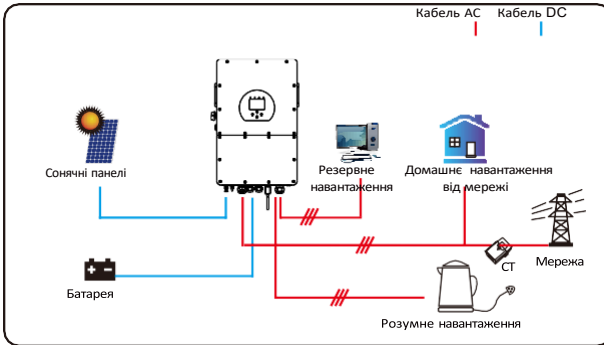 Кабель AC Кабель DC
Сонячні панелі
Резервне
навантаження
Домашнє навантаження
від мережі
CT
Мережа
Батарея
Розумне навантаження